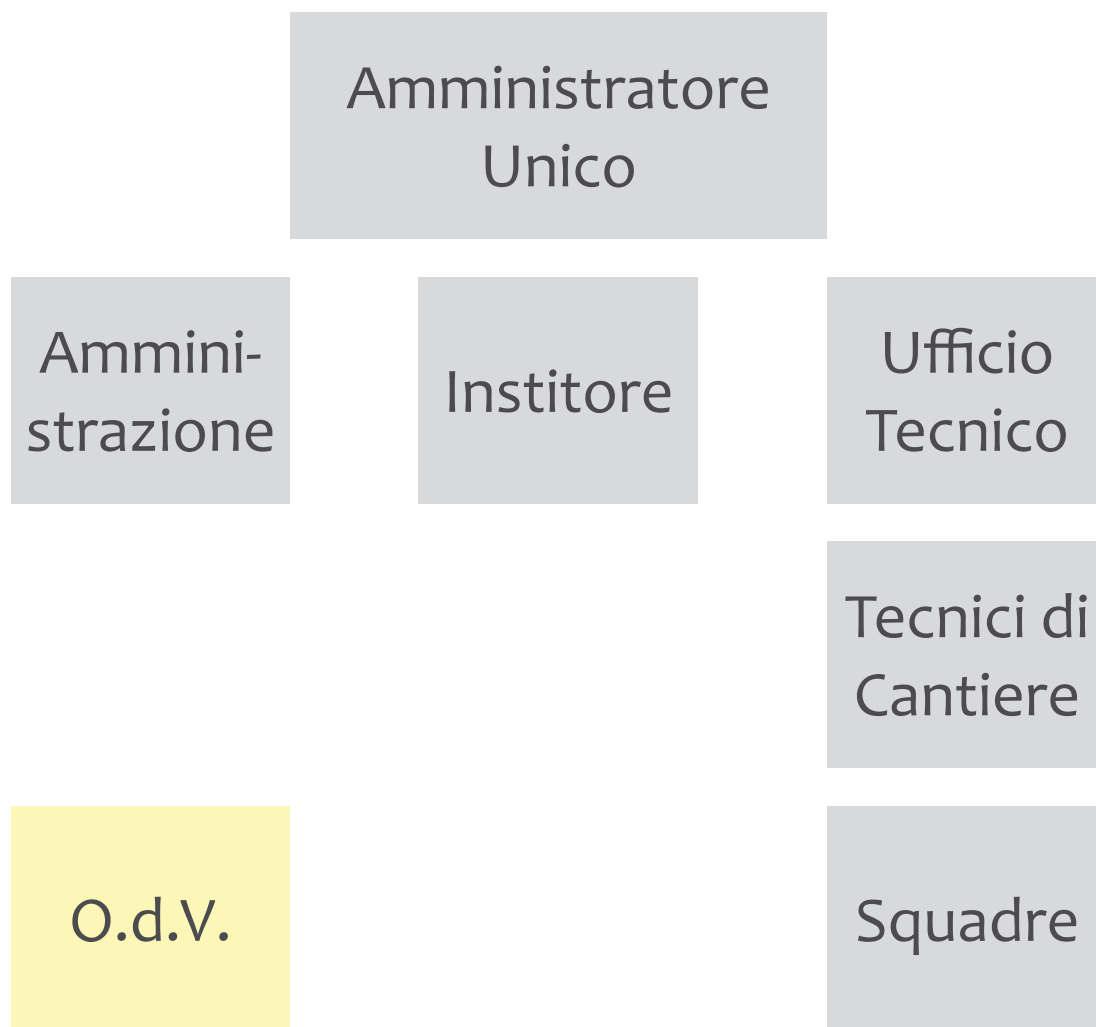 Amministratore
Unico
Ammini-
strazione
Institore
Ufficio
Tecnico
Tecnici di
Cantiere
O.d.V.
Squadre